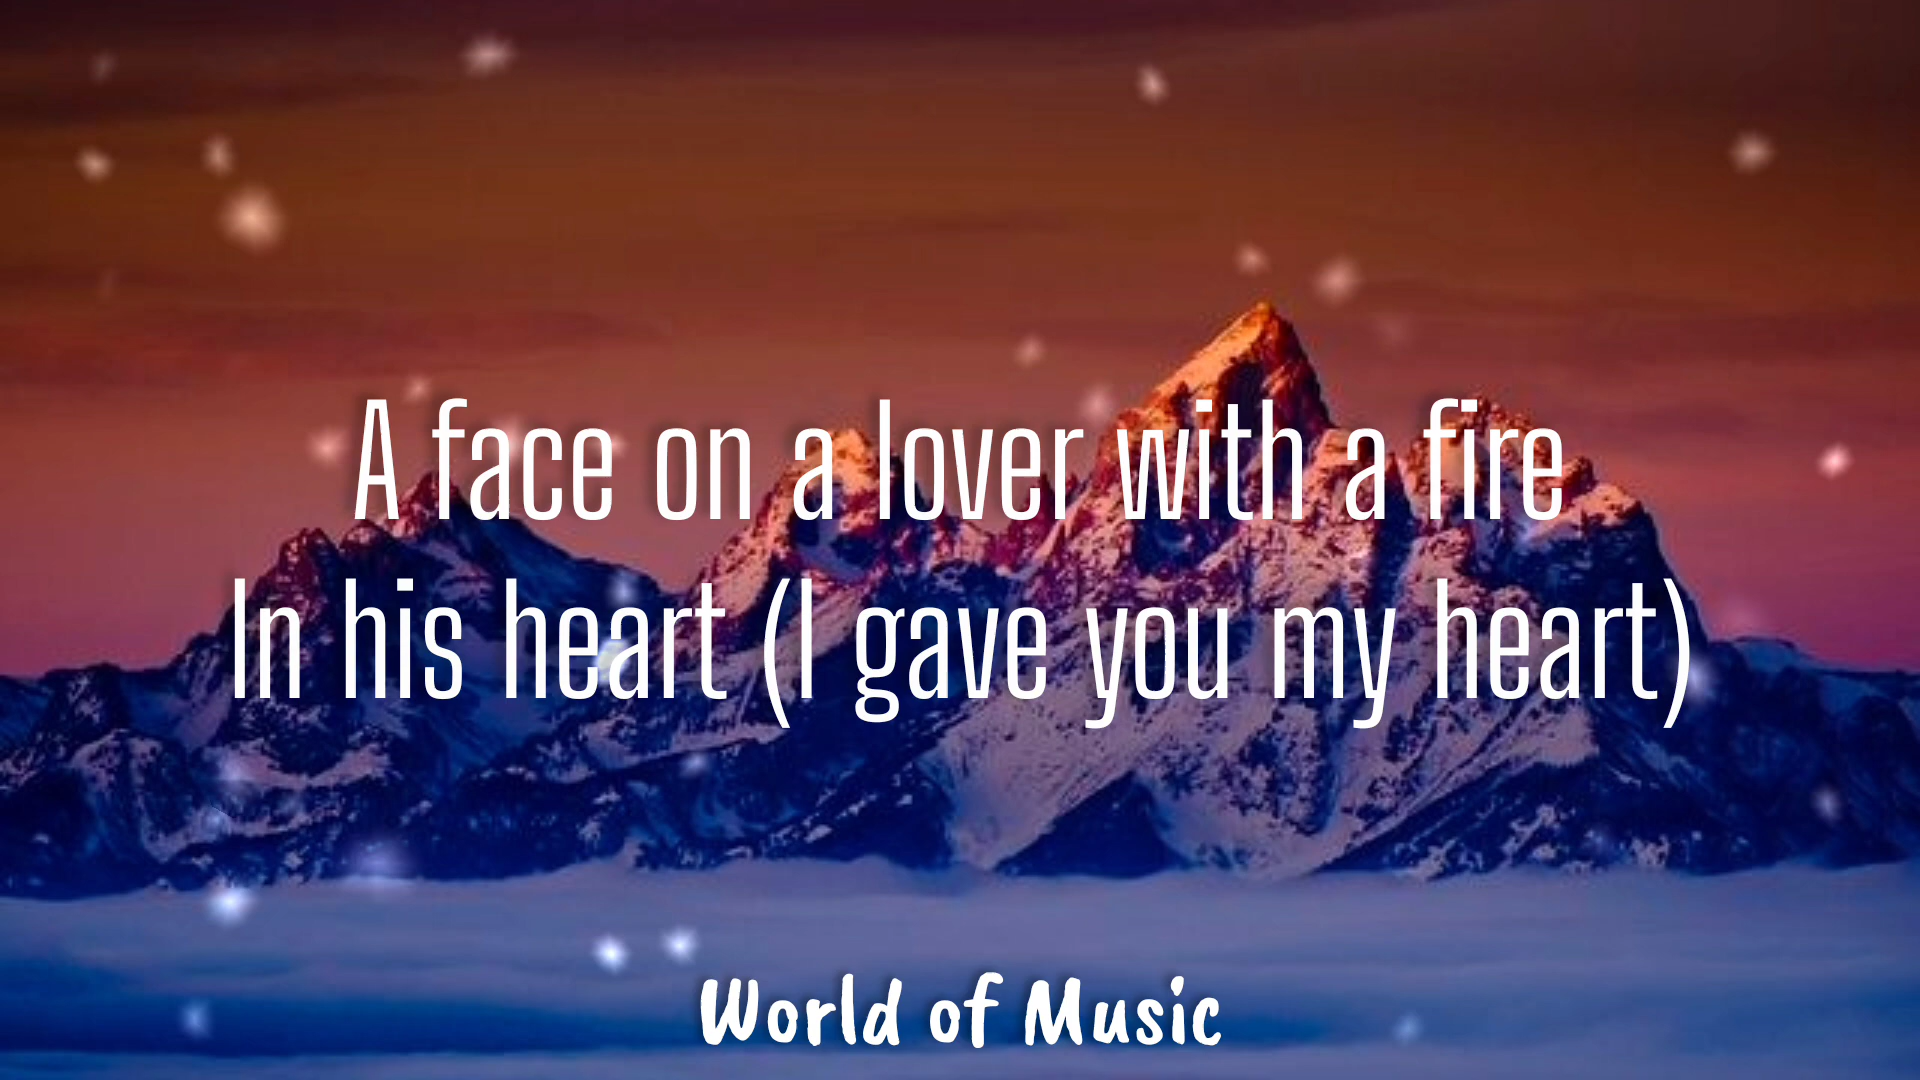 A face on a lover with a fire
In his heart (I gave you my heart)
World of Music